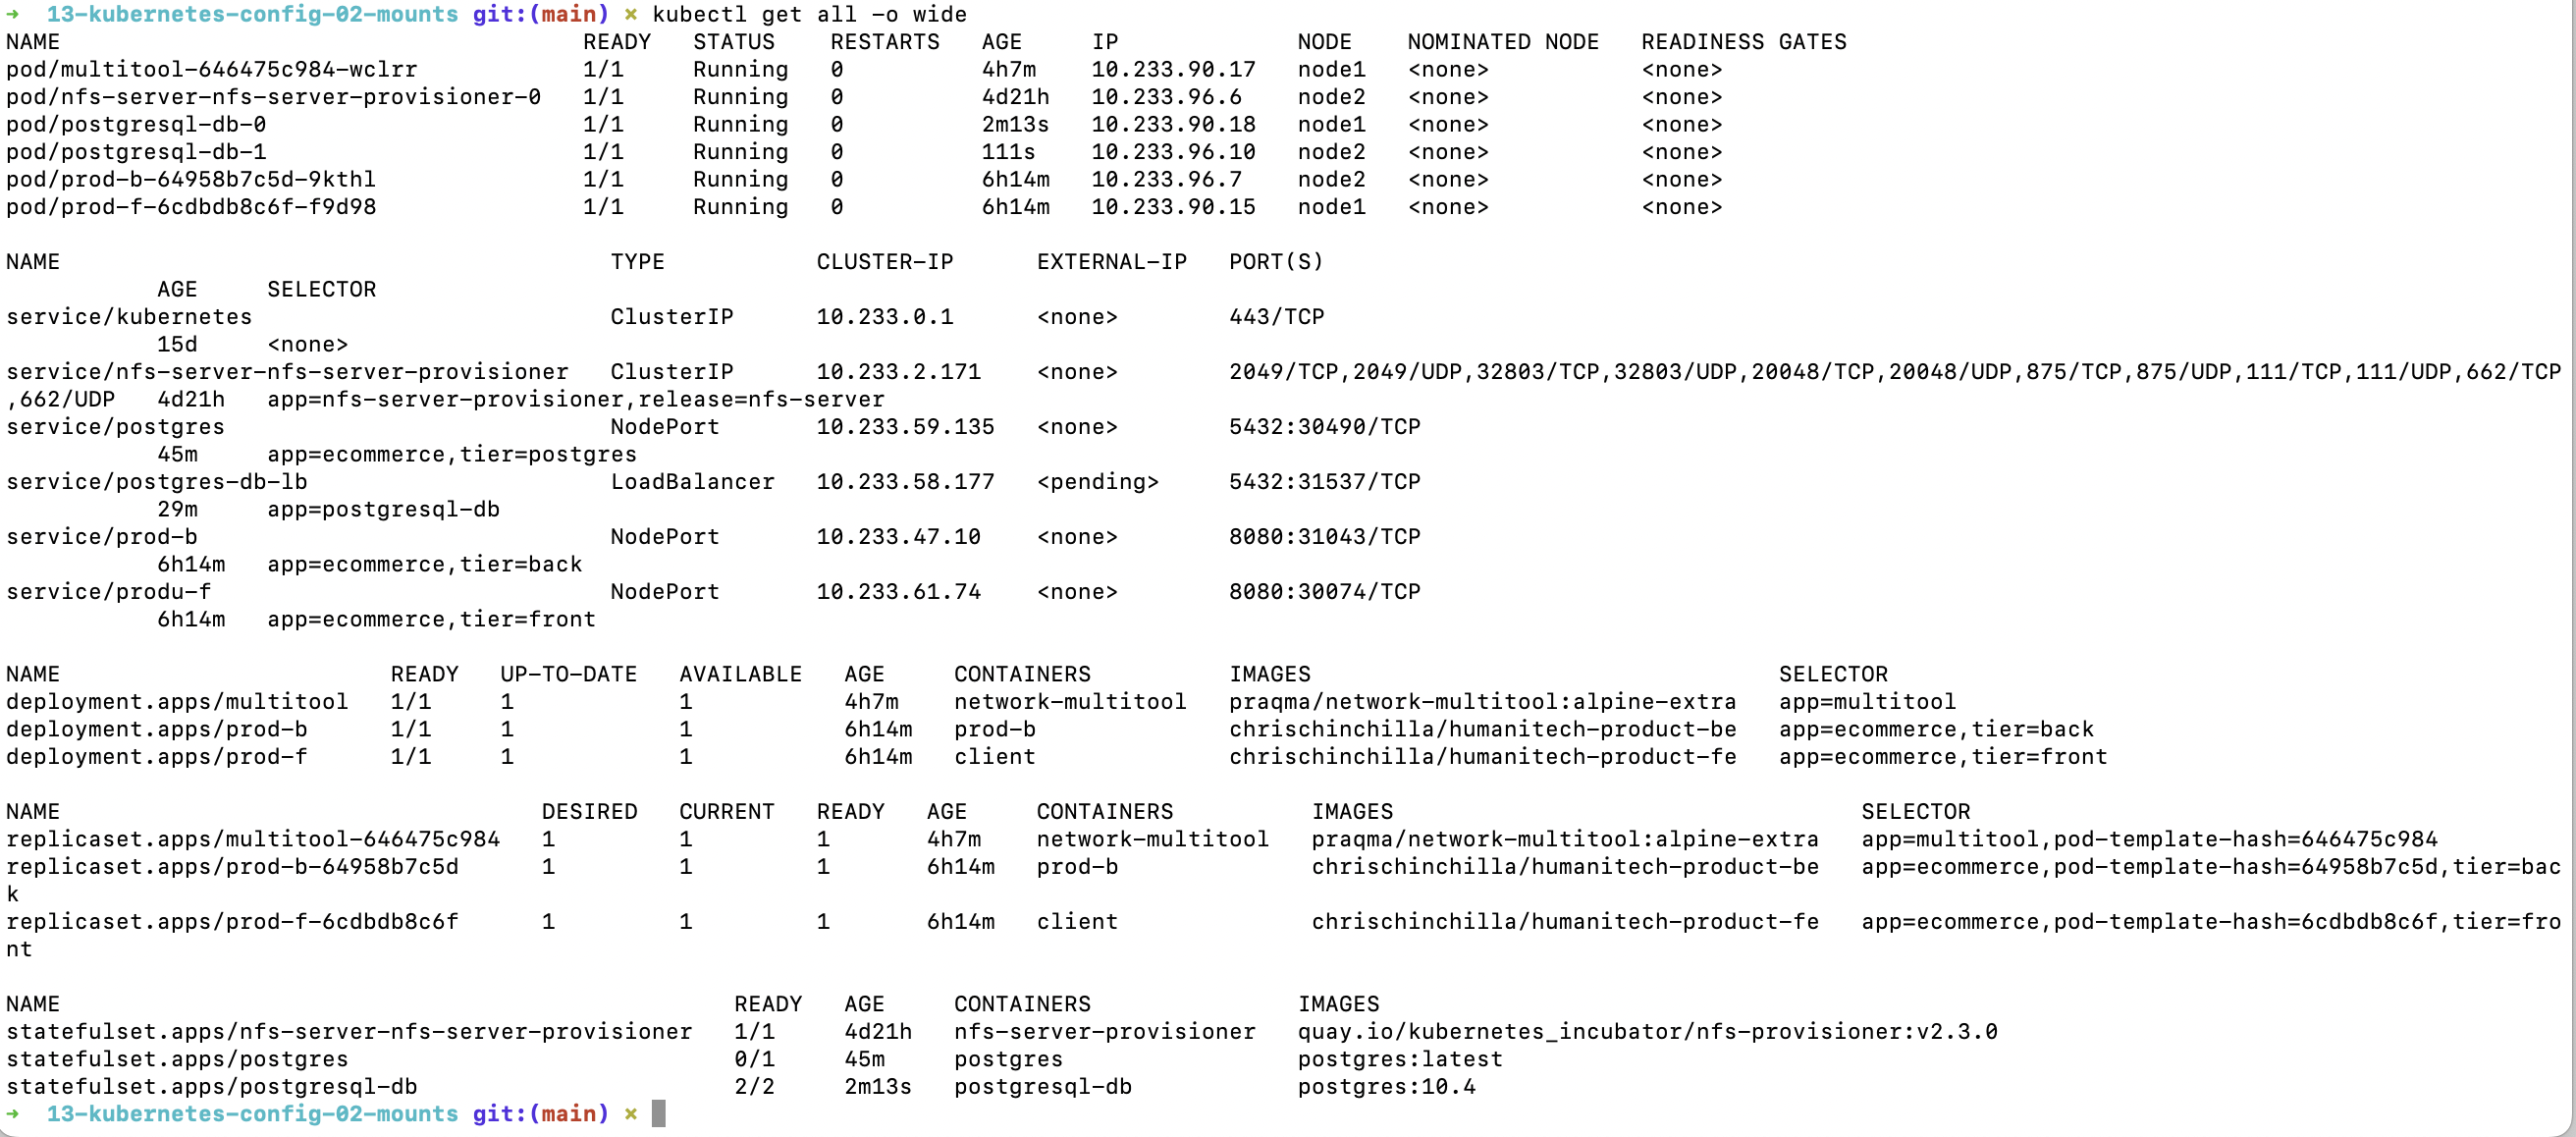 ➜  13-kubernetes-config-02-mounts git:(main) ✗ kubectl get all -o wide
NAME                                      READY   STATUS    RESTARTS   AGE     IP             NODE    NOMINATED NODE   READINESS GATES
pod/multitool-646475c984-wclrr            1/1     Running   0          4h7m    10.233.90.17   node1   <none>           <none>
pod/nfs-server-nfs-server-provisioner-0   1/1     Running   0          4d21h   10.233.96.6    node2   <none>           <none>
pod/postgresql-db-0                       1/1     Running   0          2m13s   10.233.90.18   node1   <none>           <none>
pod/postgresql-db-1                       1/1     Running   0          111s    10.233.96.10   node2   <none>           <none>
pod/prod-b-64958b7c5d-9kthl               1/1     Running   0          6h14m   10.233.96.7    node2   <none>           <none>
pod/prod-f-6cdbdb8c6f-f9d98               1/1     Running   0          6h14m   10.233.90.15   node1   <none>           <none>

NAME                                        TYPE           CLUSTER-IP      EXTERNAL-IP   PORT(S)
           AGE     SELECTOR
service/kubernetes                          ClusterIP      10.233.0.1      <none>        443/TCP
           15d     <none>
service/nfs-server-nfs-server-provisioner   ClusterIP      10.233.2.171    <none>        2049/TCP,2049/UDP,32803/TCP,32803/UDP,20048/TCP,20048/UDP,875/TCP,875/UDP,111/TCP,111/UDP,662/TCP
,662/UDP   4d21h   app=nfs-server-provisioner,release=nfs-server
service/postgres                            NodePort       10.233.59.135   <none>        5432:30490/TCP
           45m     app=ecommerce,tier=postgres
service/postgres-db-lb                      LoadBalancer   10.233.58.177   <pending>     5432:31537/TCP
           29m     app=postgresql-db
service/prod-b                              NodePort       10.233.47.10    <none>        8080:31043/TCP
           6h14m   app=ecommerce,tier=back
service/produ-f                             NodePort       10.233.61.74    <none>        8080:30074/TCP
           6h14m   app=ecommerce,tier=front

NAME                        READY   UP-TO-DATE   AVAILABLE   AGE     CONTAINERS          IMAGES                                  SELECTOR
deployment.apps/multitool   1/1     1            1           4h7m    network-multitool   praqma/network-multitool:alpine-extra   app=multitool
deployment.apps/prod-b      1/1     1            1           6h14m   prod-b              chrischinchilla/humanitech-product-be   app=ecommerce,tier=back
deployment.apps/prod-f      1/1     1            1           6h14m   client              chrischinchilla/humanitech-product-fe   app=ecommerce,tier=front

NAME                                   DESIRED   CURRENT   READY   AGE     CONTAINERS          IMAGES                                  SELECTOR
replicaset.apps/multitool-646475c984   1         1         1       4h7m    network-multitool   praqma/network-multitool:alpine-extra   app=multitool,pod-template-hash=646475c984
replicaset.apps/prod-b-64958b7c5d      1         1         1       6h14m   prod-b              chrischinchilla/humanitech-product-be   app=ecommerce,pod-template-hash=64958b7c5d,tier=bac
k
replicaset.apps/prod-f-6cdbdb8c6f      1         1         1       6h14m   client              chrischinchilla/humanitech-product-fe   app=ecommerce,pod-template-hash=6cdbdb8c6f,tier=fro
nt

NAME                                                 READY   AGE     CONTAINERS               IMAGES
statefulset.apps/nfs-server-nfs-server-provisioner   1/1     4d21h   nfs-server-provisioner   quay.io/kubernetes_incubator/nfs-provisioner:v2.3.0
statefulset.apps/postgres                            0/1     45m     postgres                 postgres:latest
statefulset.apps/postgresql-db                       2/2     2m13s   postgresql-db            postgres:10.4
➜  13-kubernetes-config-02-mounts git:(main) ✗